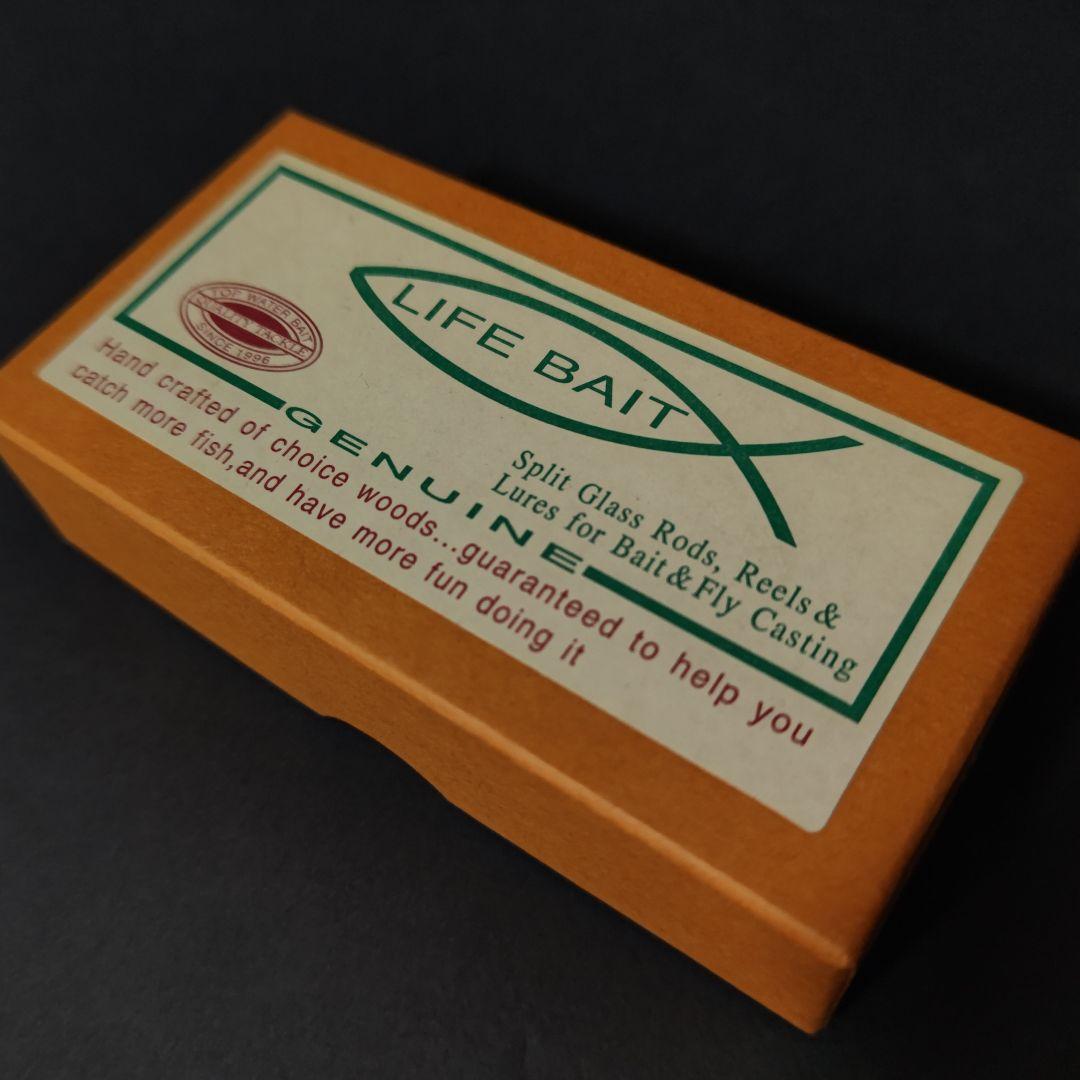 LIFE BAIT
TOP WATER BAIT
QUALITY TACKLE
SINCE 1996
Split Glass Rods, Reels &
Lures for Bait & Fly Casting
GENUINE
Hand crafted of choice woods...guaranteed to help you
catch more fish,and have more fun doing it